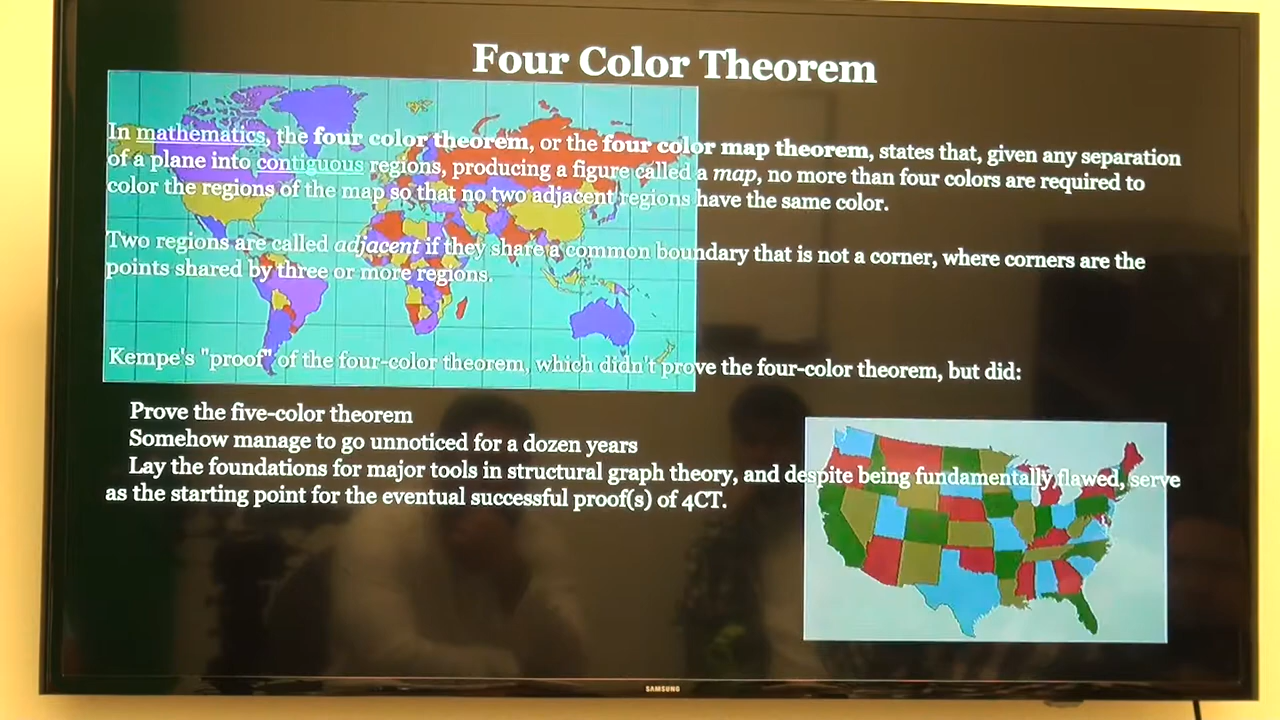 Four Color Theorem
In mathematics, the four color theorem, or the four color map theorem, states that, given any separation
of a plane into contiguous regions, producing a figure called a map, no more than four colors are required to
color the regions of the map so that no two adjacent regions have the same color.
Two regions are called adjacent if they share a common boundary that is not a corner, where corners are the
points shared by three or more regions.
Kempe's "proof" of the four-color theorem, which didn't prove the four-color theorem, but did:
Prove the five-color theorem
Somehow manage to go unnoticed for a dozen years
Lay the foundations for major tools in structural graph theory, and despite being fundamentally flawed, serve
as the starting point for the eventual successful proof(s) of 4CT.
SAMSUNG